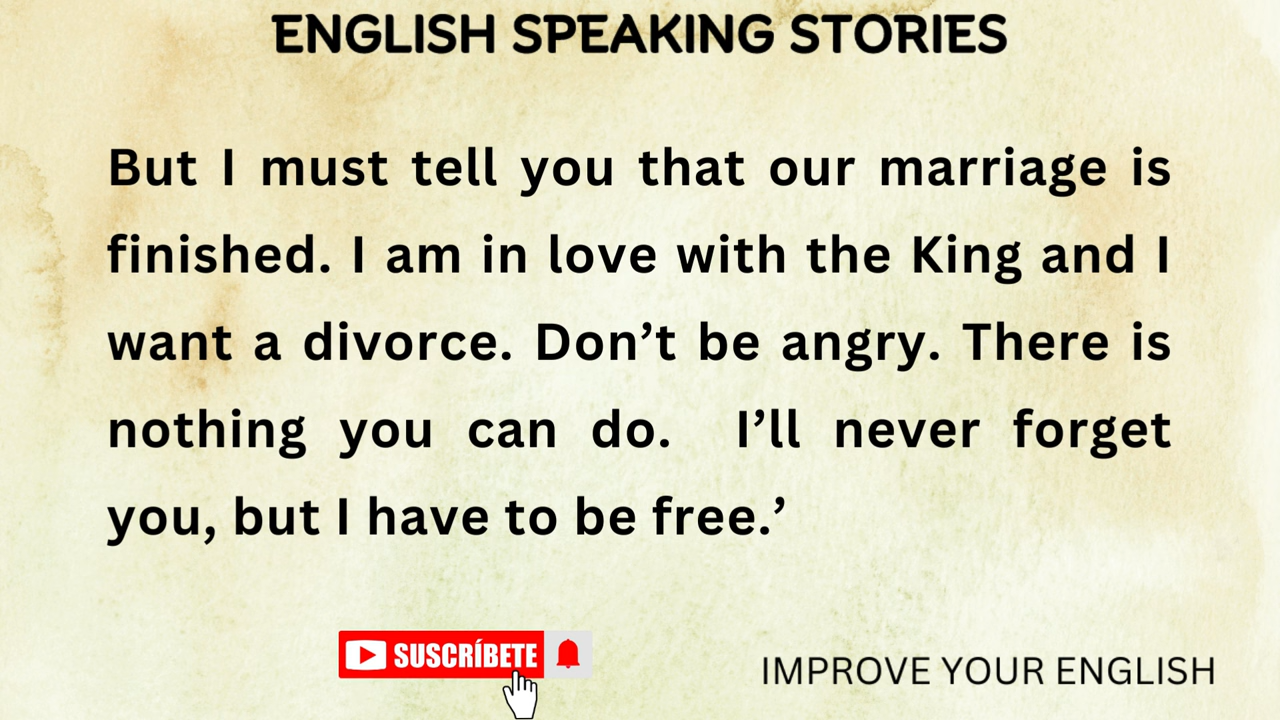 ENGLISH SPEAKING STORIES
But I must tell you that our marriage is
finished. I am in love with the King and I
want a divorce. Don’t be angry. There is
nothing you can do. I’ll never forget
you, but I have to be free.’
SUSCRÍBETE
IMPROVE YOUR ENGLISH